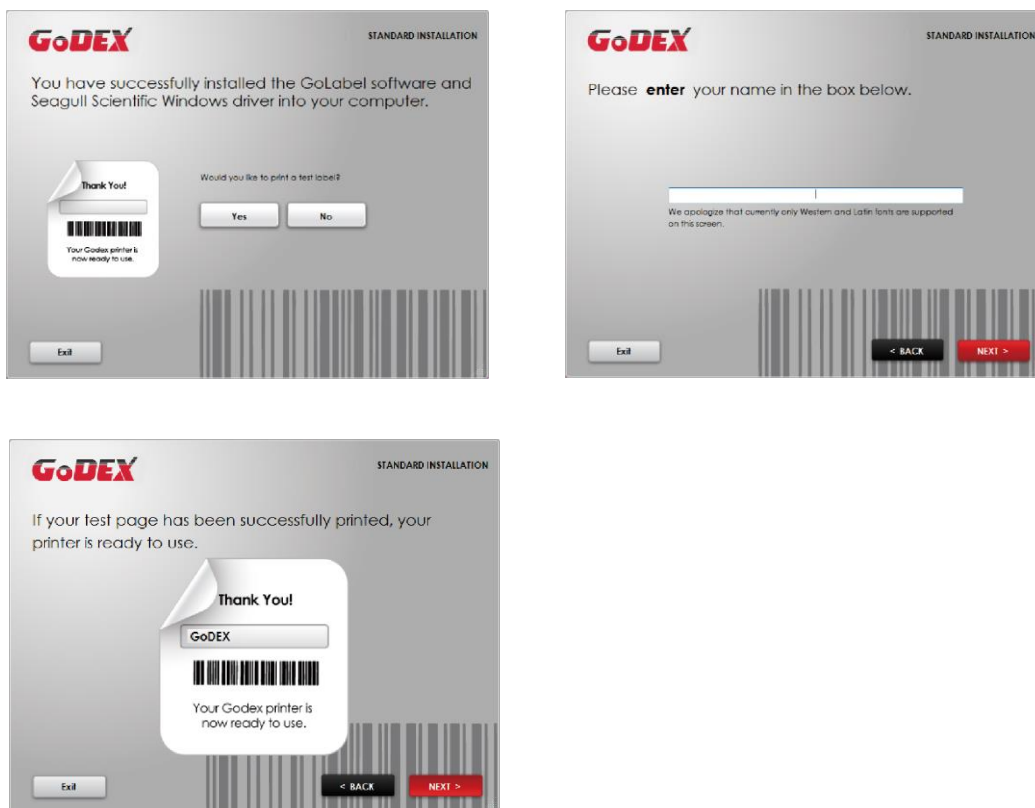 GoDEX
STANDARD INSTALLATION
You have successfully installed the GoLabel software and
Seagull Scientific Windows driver into your computer.
Thank You!
Your Godex printer is
now ready to use.
Would you like to print a test label?
Yes
No
Exit
GoDEX
STANDARD INSTALLATION
Please enter your name in the box below.
We apologize that currently only Western and Latin fonts are supported
on this screen.
Exit
< BACK
NEXT >
GoDEX
STANDARD INSTALLATION
If your test page has been successfully printed, your
printer is ready to use.
Thank You!
GoDEX
Your Godex printer is
now ready to use.
Exit
< BACK
NEXT >